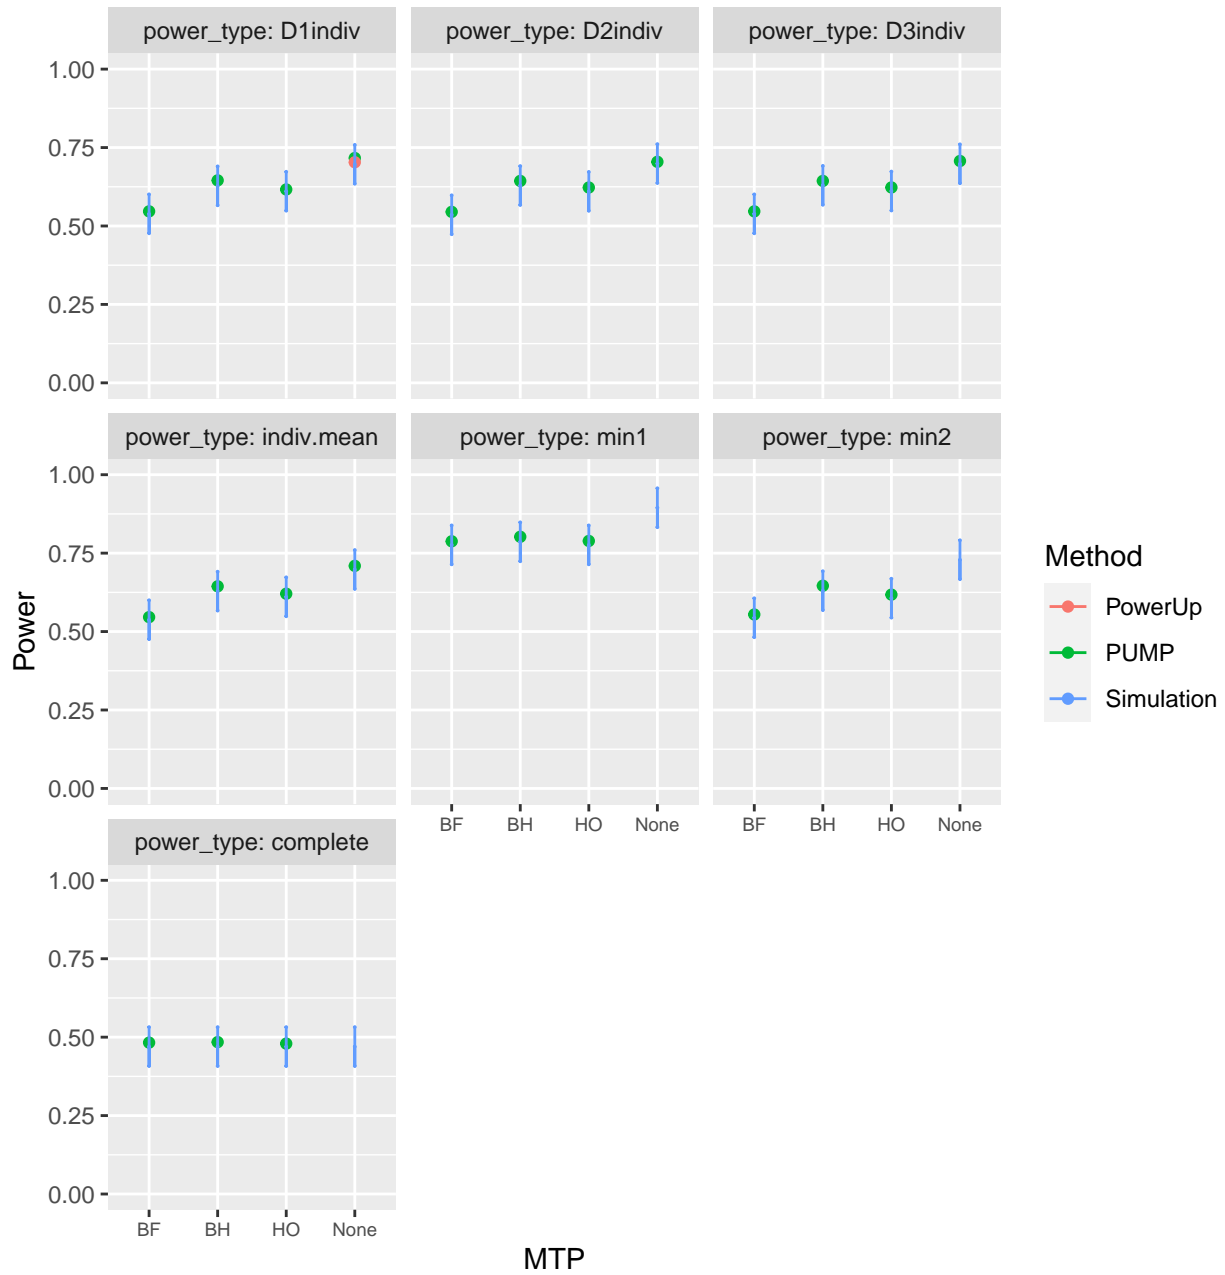 power_type: D1indiv
power_type: D2indiv
power_type: D3indiv
1.00
0.75
0.50
0.25
0.00
power_type: indiv.mean
power_type: min1
power_type: min2
1.00
0.75
0.50
0.25
0.00
BF BH HO None
BF BH HO None
power_type: complete
1.00
0.75
0.50
0.25
0.00
BF BH HO None
Power
MTP
Method
PowerUp
PUMP
Simulation